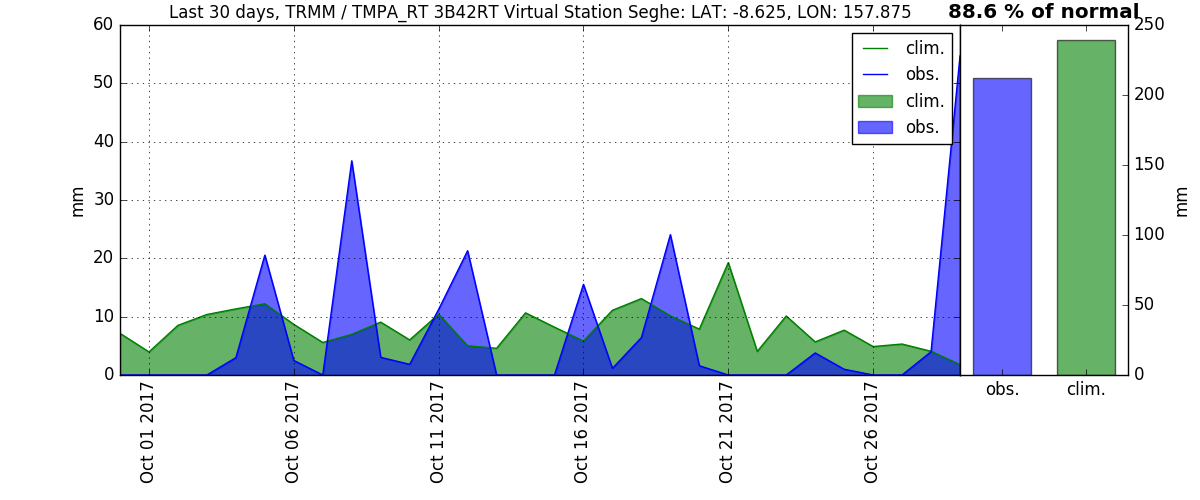 Last 30 days, TRMM / TMPA_RT 3B42RT Virtual Station Seghe: LAT: -8.625, LON: 157.875
88.6 % of normal
60
50
40
30
20
10
0
mm
clim.
obs.
clim.
obs.
250
200
150
100
50
0
mm
obs.
clim.
Oct 01 2017
Oct 06 2017
Oct 11 2017
Oct 16 2017
Oct 21 2017
Oct 26 2017